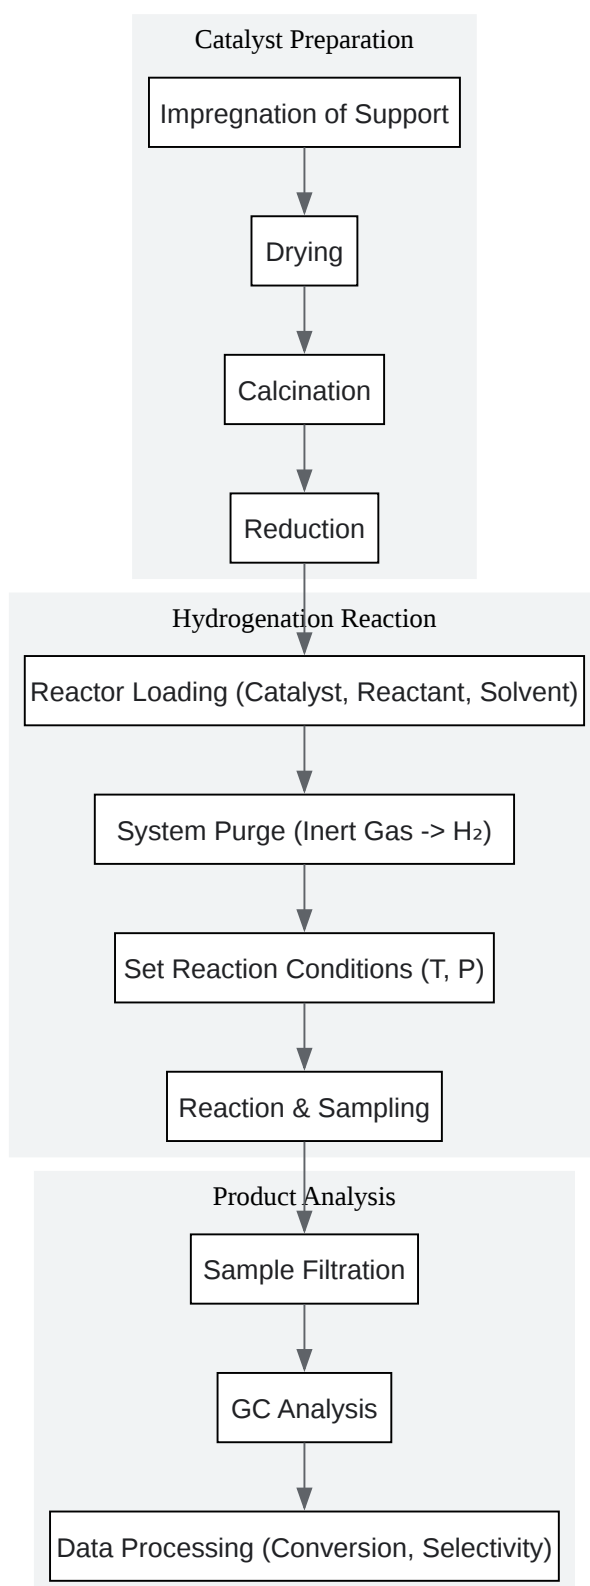 Catalyst Preparation
Impregnation of Support
Drying
Calcination
Reduction
Hydrogenation Reaction
Reactor Loading (Catalyst, Reactant, Solvent)
System Purge (Inert Gas -> H₂)
Set Reaction Conditions (T, P)
Reaction & Sampling
Product Analysis
Sample Filtration
GC Analysis
Data Processing (Conversion, Selectivity)